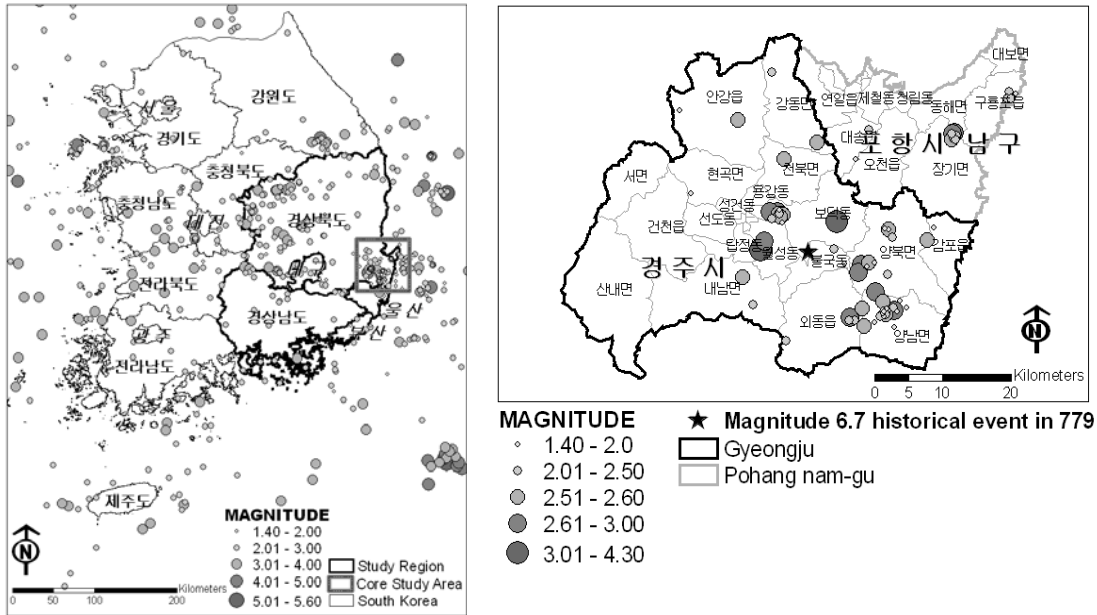 서울
강원도
경기도
충청북도
충청남도
대전
경상북도
전라북도
대구
울산
경상남도
부산
광주
전라남도
제주도
N
Kilometers
0 50 100 200
MAGNITUDE
1.40 - 2.00
2.01 - 3.00
3.01 - 4.00
4.01 - 5.00
5.01 - 5.60
Study Region
Core Study Area
South Korea
대보면
안강읍
강동면
연일읍
제철동
청림동
동해면
구룡포읍
대송면
포항시남구
오천읍
장기면
서면
현곡면
천북면
용강동
성건동
선도동
보덕동
건천읍
탑정동
월성동
불국동
양북면
감포읍
경주시
산내면
내남면
외동읍
양남면
N
Kilometers
0 5 10 20
MAGNITUDE
1.40 - 2.0
2.01 - 2.50
2.51 - 2.60
2.61 - 3.00
3.01 - 4.30
★ Magnitude 6.7 historical event in 779
Gyeongju
Pohang nam-gu